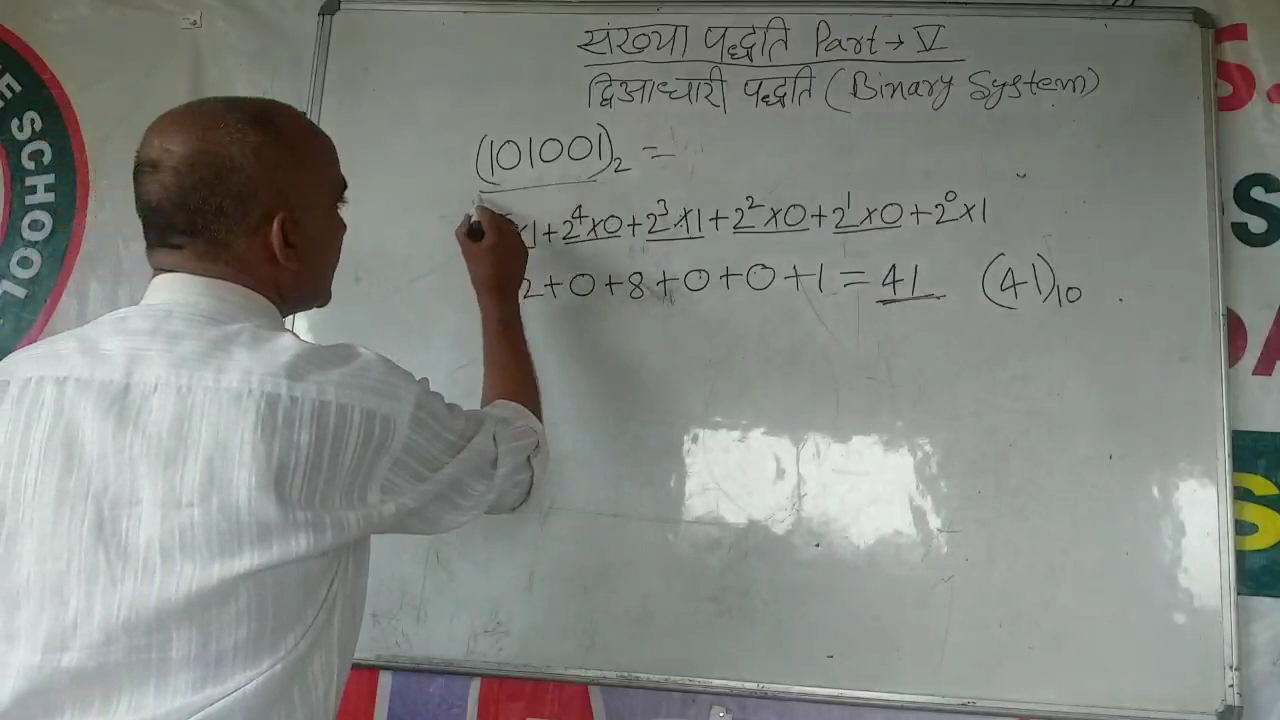 संख्या पद्धति Part → V
द्विआधारी पद्धति (Binary System)
(101001)₂ =
×1+2⁴×0+2³×1+2²×0+2¹×0+2⁰×1
2+0+8+0+0+1=41 (41)₁₀
SCHOOL
S.
S
S